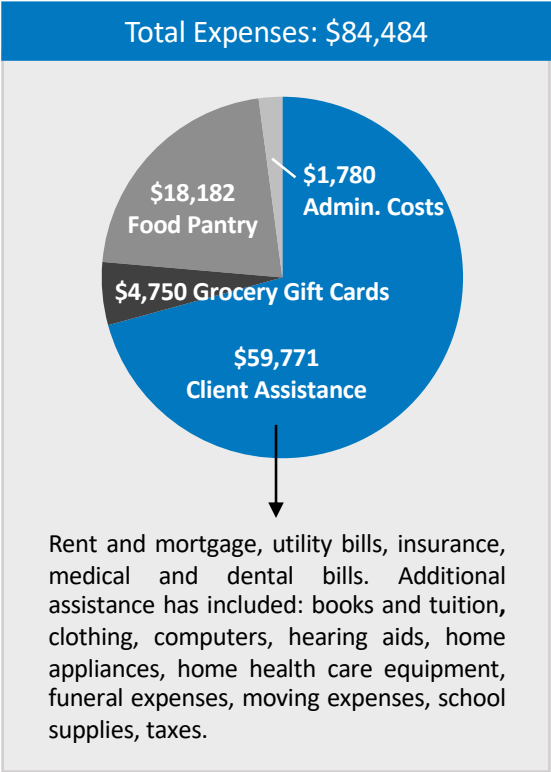 Total Expenses: $84,484
$1,780
Admin. Costs
$18,182
Food Pantry
$4,750 Grocery Gift Cards
$59,771
Client Assistance
Rent and mortgage, utility bills, insurance,
medical and dental bills. Additional
assistance has included: books and tuition,
clothing, computers, hearing aids, home
appliances, home health care equipment,
funeral expenses, moving expenses, school
supplies, taxes.